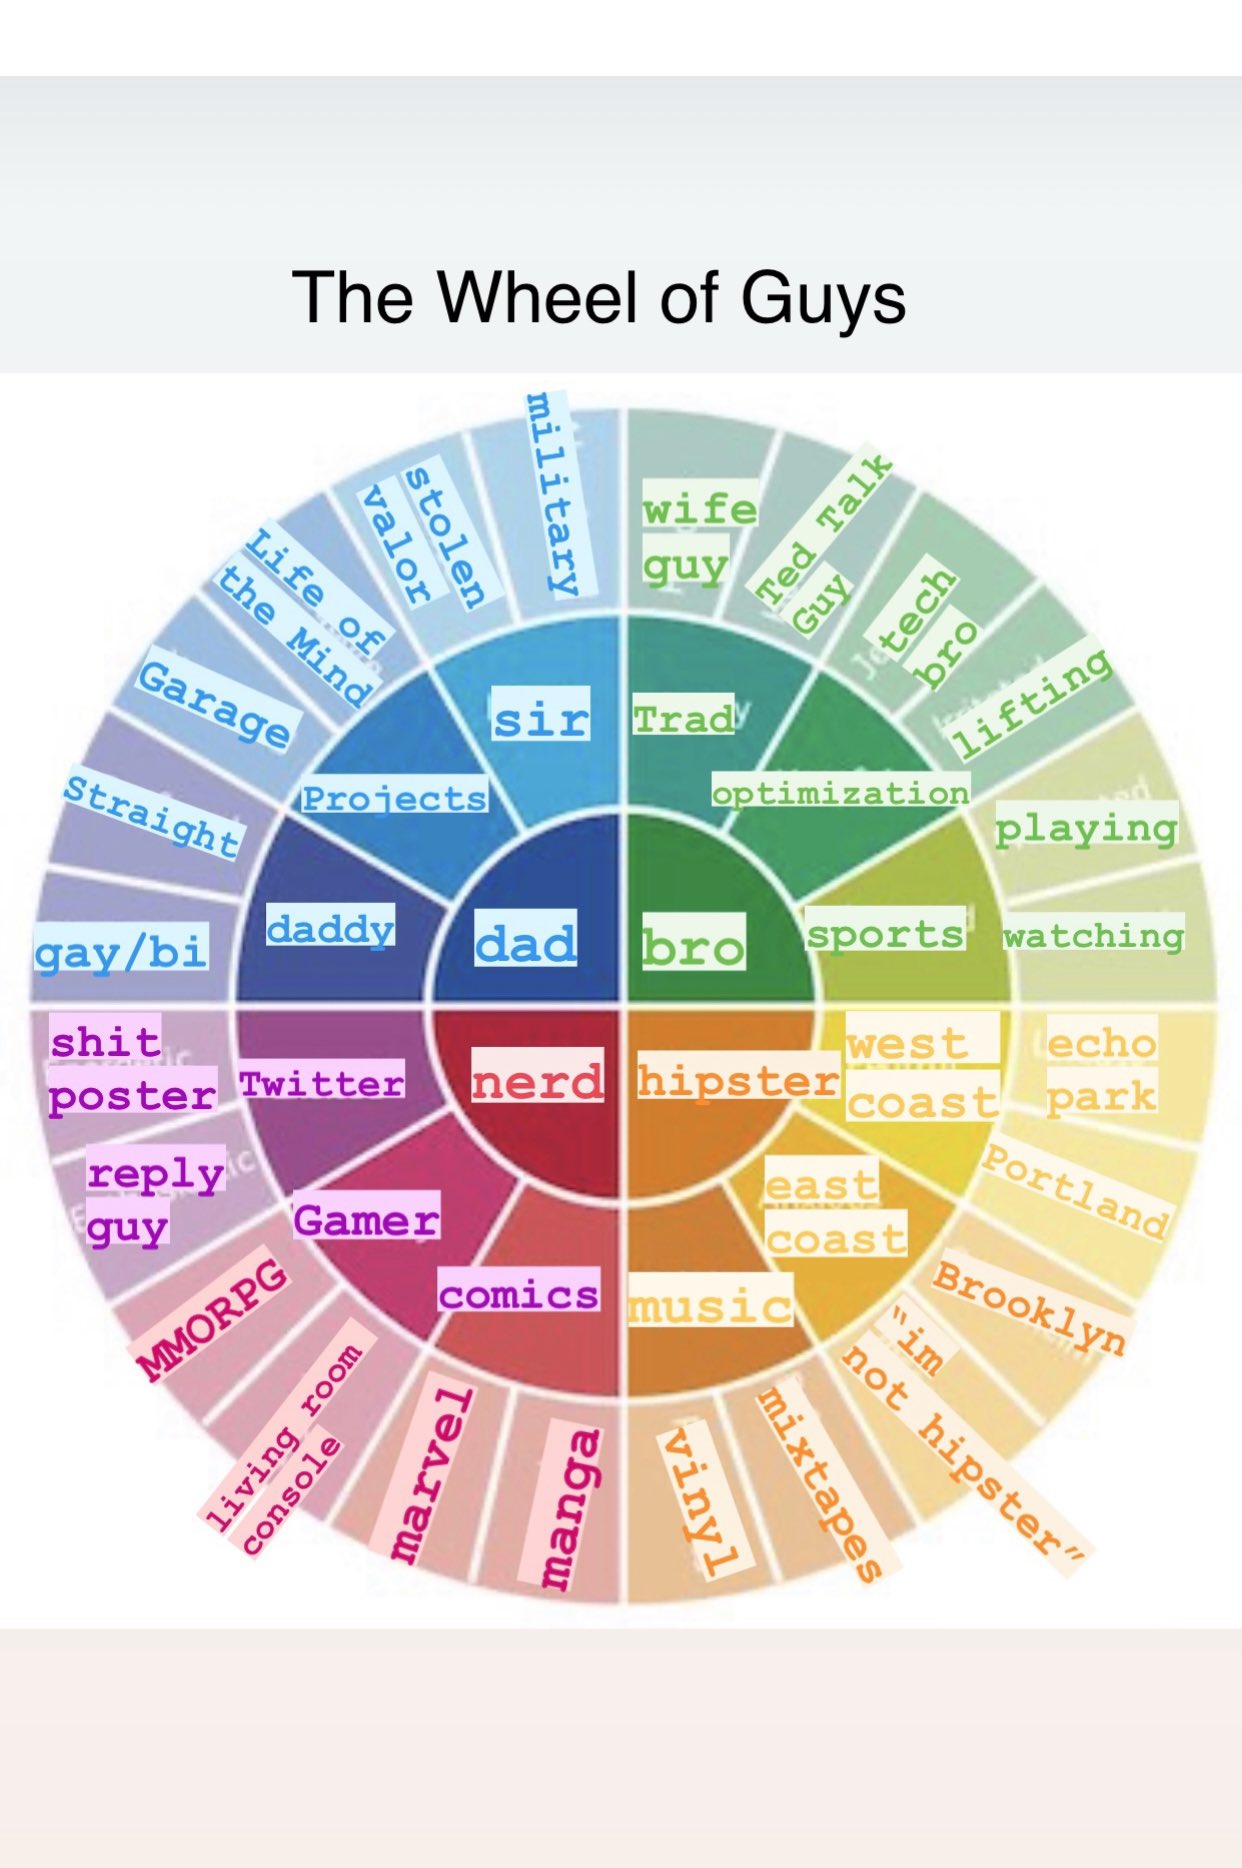 The Wheel of Guys
military
stolen
valor
Life of
the Mind
Garage
Straight
gay/bi
wife
guy
Ted Talk
Guy
tech
bro
lifting
playing
watching
sir
Projects
daddy
dad
Trad
optimization
sports
bro
nerd
Twitter
Gamer
comics
shit
poster
reply
guy
MMORPG
living room
console
marvel
manga
hipster
west
coast
east
coast
music
echo
park
Portland
Brooklyn
"im
not hipster"
mixtapes
vinyl